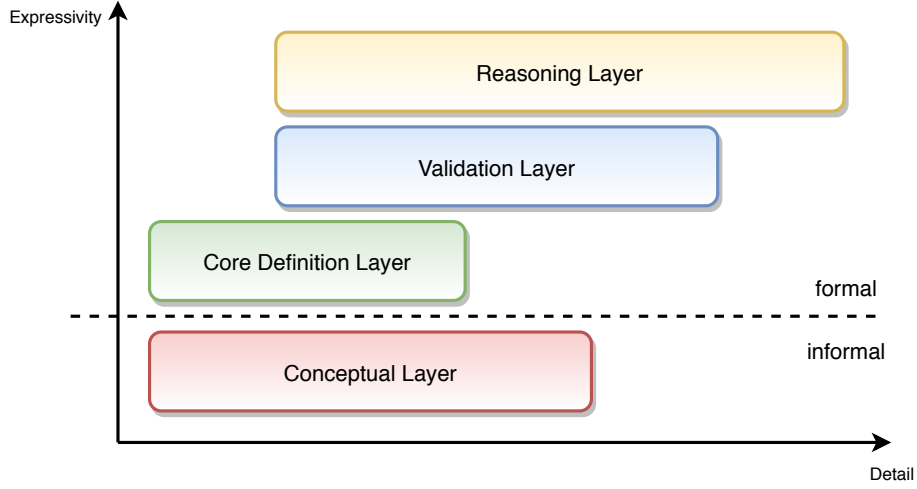 Expressivity
Reasoning Layer
Validation Layer
Core Definition Layer
formal
informal
Conceptual Layer
Detail